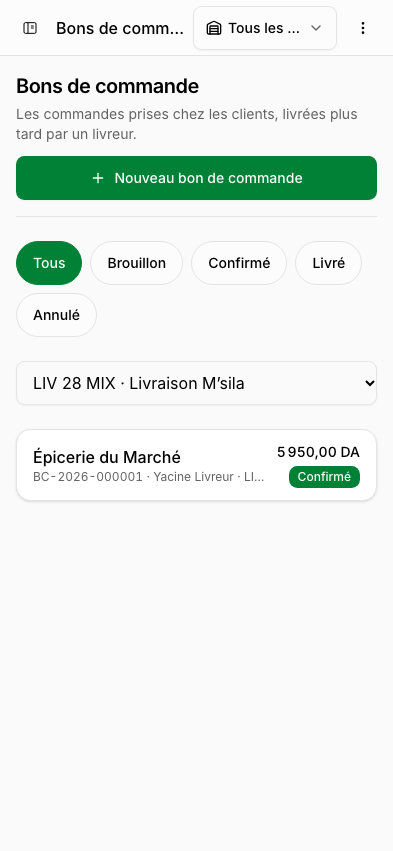 Bons de comm...
Tous les ...
Bons de commande
Les commandes prises chez les clients, livrées plus
tard par un livreur.
Nouveau bon de commande
Tous
Brouillon
Confirmé
Livré
Annulé
LIV 28 MIX · Livraison M’sila
Épicerie du Marché
5 950,00 DA
BC-2026-000001 · Yacine Livreur · LI...
Confirmé